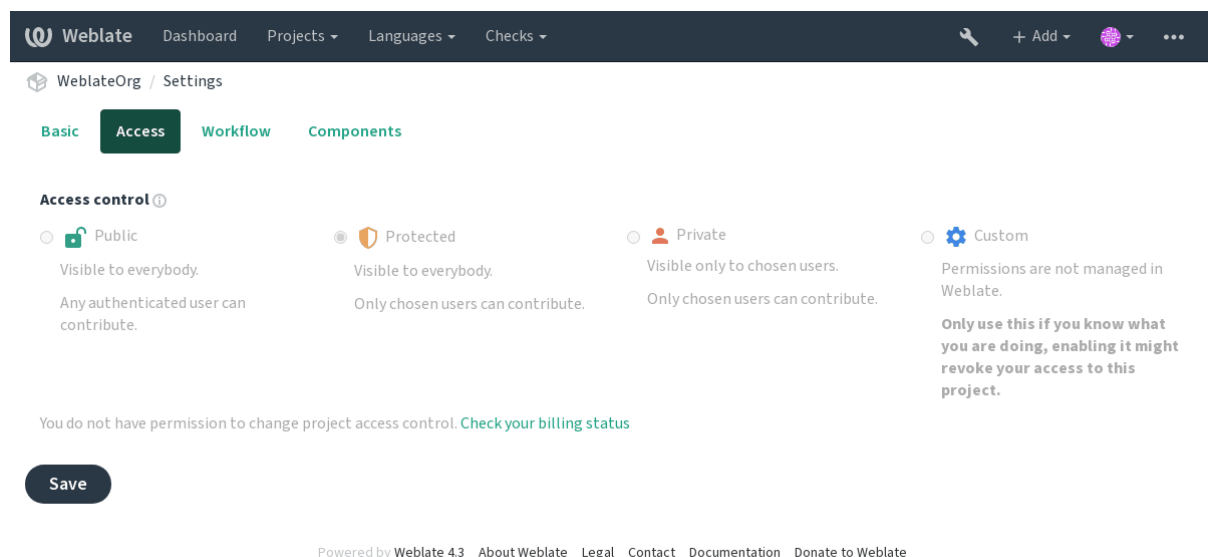 Weblate Dashboard Projects Languages Checks + Add
WeblateOrg / Settings
Basic Access Workflow Components
Access control
Public
Visible to everybody.
Any authenticated user can
contribute.
Protected
Visible to everybody.
Only chosen users can contribute.
Private
Visible only to chosen users.
Only chosen users can contribute.
Custom
Permissions are not managed in
Weblate.
Only use this if you know what
you are doing, enabling it might
revoke your access to this
project.
You do not have permission to change project access control. Check your billing status
Save
Powered by Weblate 4.3 About Weblate Legal Contact Documentation Donate to Weblate